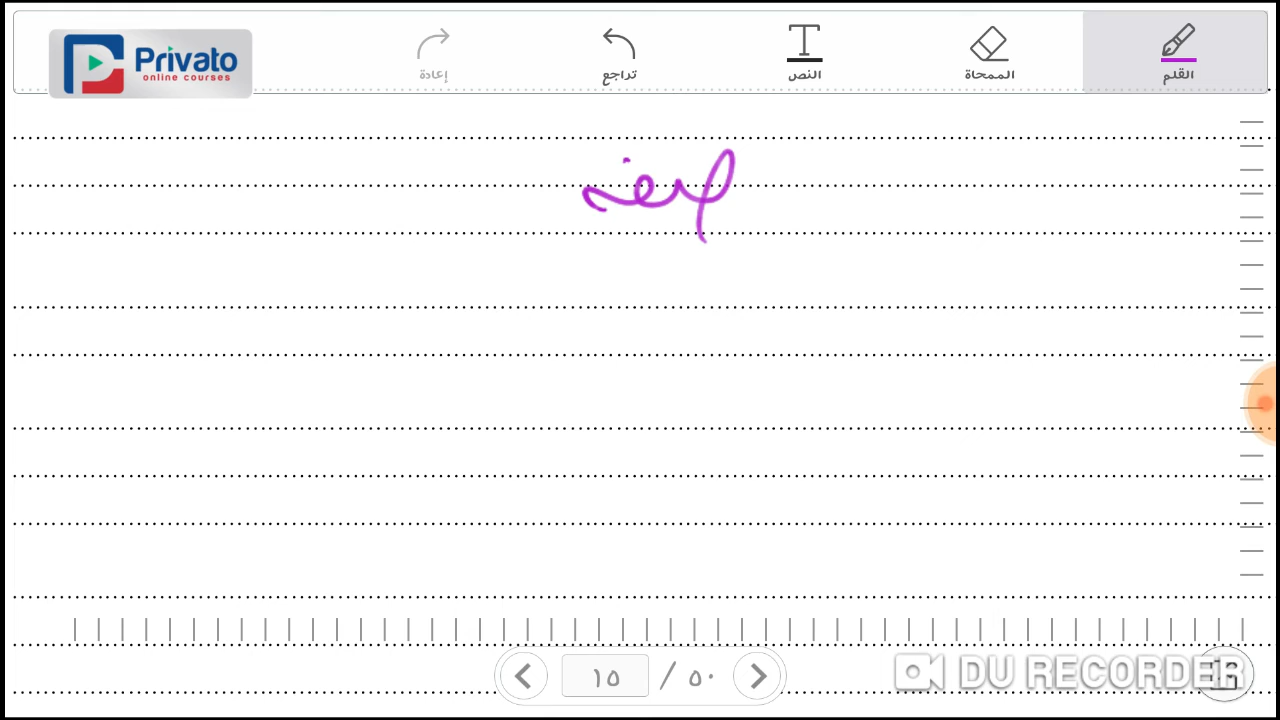 Privato
online courses
إعادة
تراجع
النص
الممحاة
القلم
١٥ / ٥٠
DU RECORDER